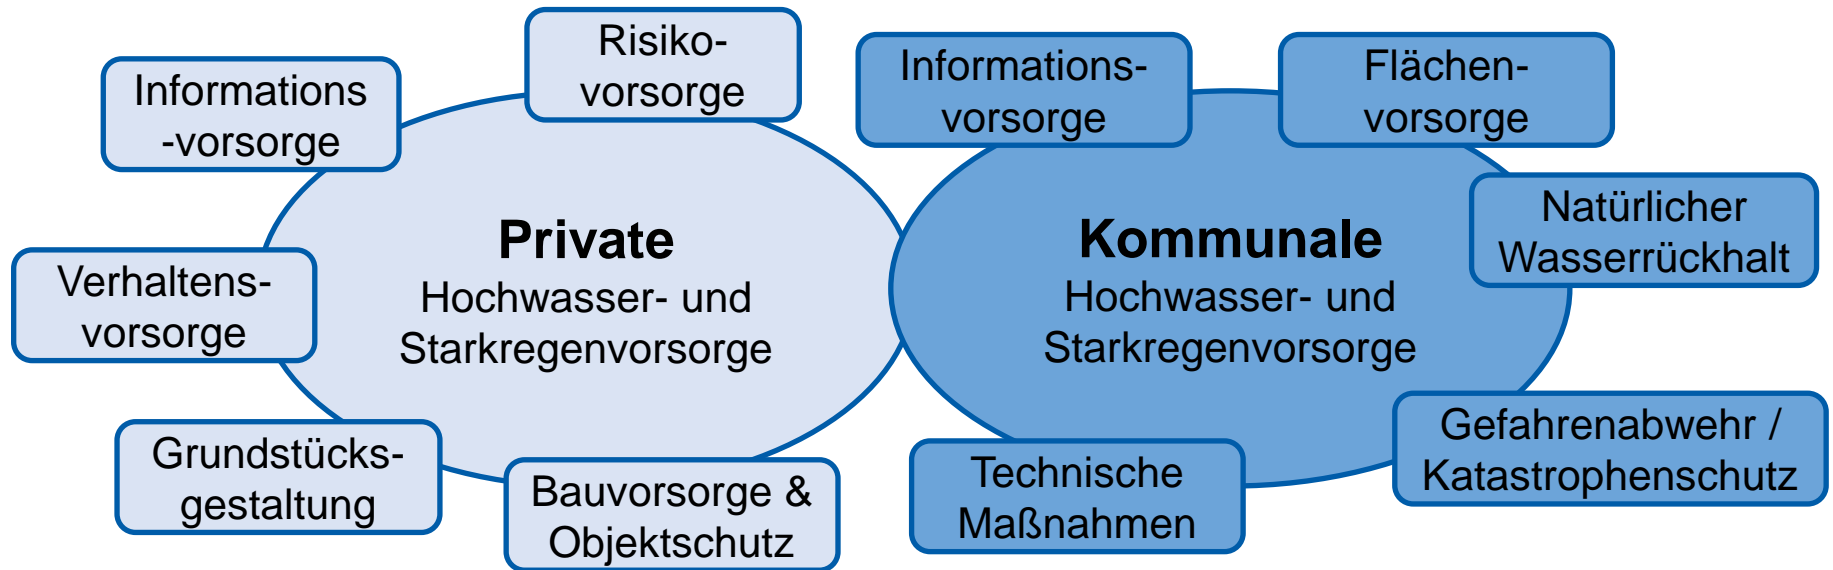 Risiko-
vorsorge
Informations
-vorsorge
Verhaltens-
vorsorge
Grundstücks-
gestaltung
Bauvorsorge &
Objektschutz
Private
Hochwasser- und
Starkregenvorsorge
Informations-
vorsorge
Flächen-
vorsorge
Natürlicher
Wasserrückhalt
Gefahrenabwehr /
Katastrophenschutz
Technische
Maßnahmen
Kommunale
Hochwasser- und
Starkregenvorsorge